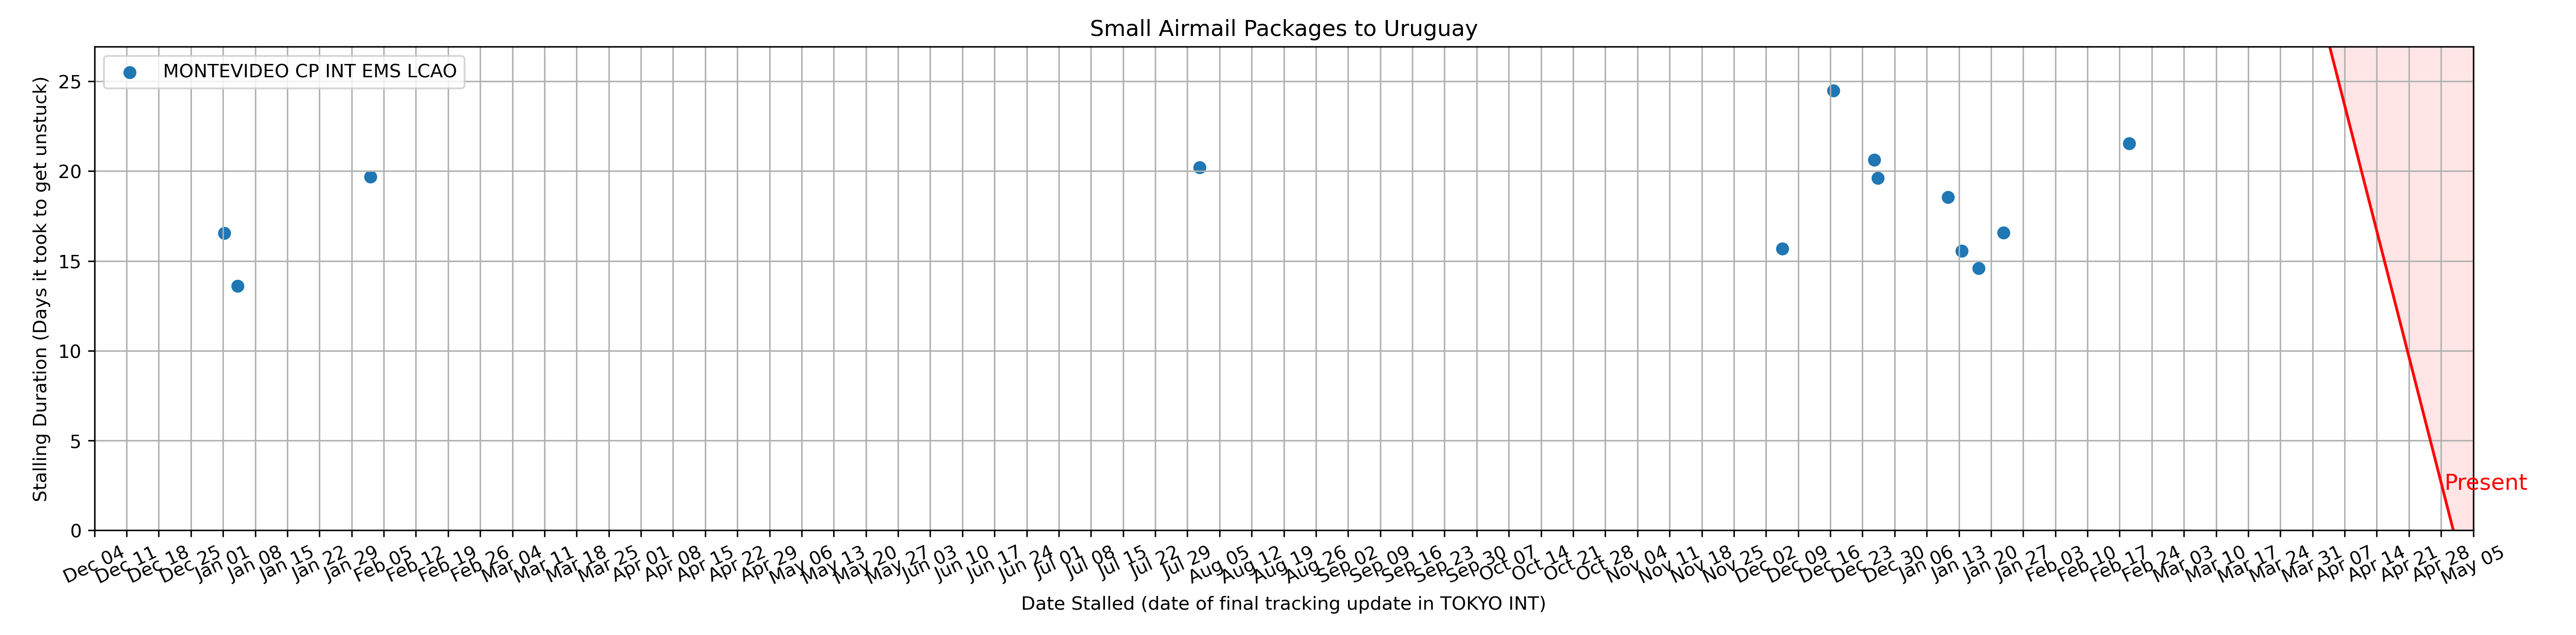 Small Airmail Packages to Uruguay
MONTEVIDEO CP INT EMS LCAO
Stalling Duration (Days it took to get unstuck)
25
20
15
10
5
0
Present
Dec 04 Dec 11 Dec 18 Dec 25 Jan 01 Jan 08 Jan 15 Jan 22 Jan 29 Feb 05 Feb 12 Feb 19 Feb 26 Mar 04 Mar 11 Mar 18 Mar 25 Apr 01 Apr 08 Apr 15 Apr 22 Apr 29 May 06 May 13 May 20 May 27 Jun 03 Jun 10 Jun 17 Jun 24 Jul 01 Jul 08 Jul 15 Jul 22 Jul 29 Aug 05 Aug 12 Aug 19 Aug 26 Sep 02 Sep 09 Sep 16 Sep 23 Sep 30 Oct 07 Oct 14 Oct 21 Oct 28 Nov 04 Nov 11 Nov 18 Nov 25 Dec 02 Dec 09 Dec 16 Dec 23 Dec 30 Jan 06 Jan 13 Jan 20 Jan 27 Feb 03 Feb 10 Feb 17 Feb 24 Mar 03 Mar 10 Mar 17 Mar 24 Mar 31 Apr 07 Apr 14 Apr 21 Apr 28 May 05
Date Stalled (date of final tracking update in TOKYO INT)